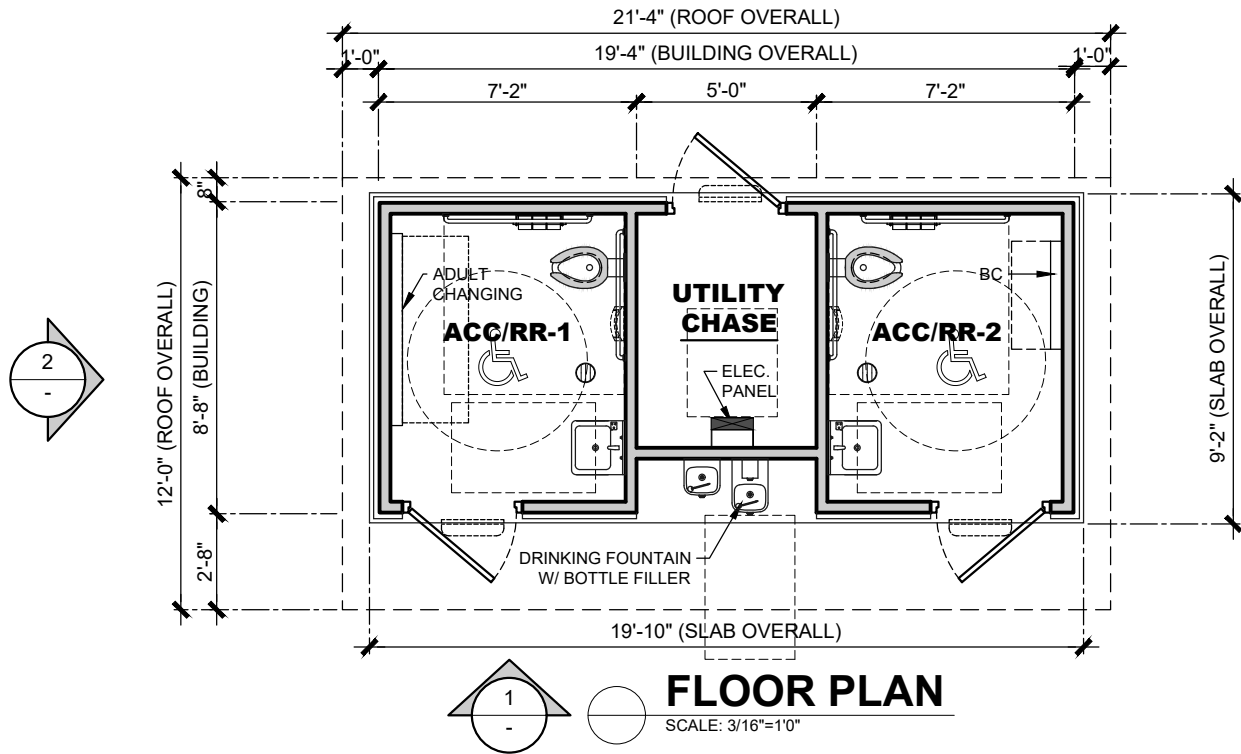 21'-4" (ROOF OVERALL)
1'-0"
19'-4" (BUILDING OVERALL)
1'-0"
7'-2"
5'-0"
7'-2"
8"
12'-0" (ROOF OVERALL)
8'-8" (BUILDING)
2'-8"
9'-2" (SLAB OVERALL)
ADULT
CHANGING
BC
UTILITY
CHASE
ACC/RR-1
ACC/RR-2
ELEC.
PANEL
2
-
DRINKING FOUNTAIN
W/ BOTTLE FILLER
19'-10" (SLAB OVERALL)
1
-
FLOOR PLAN
SCALE: 3/16"=1'0"